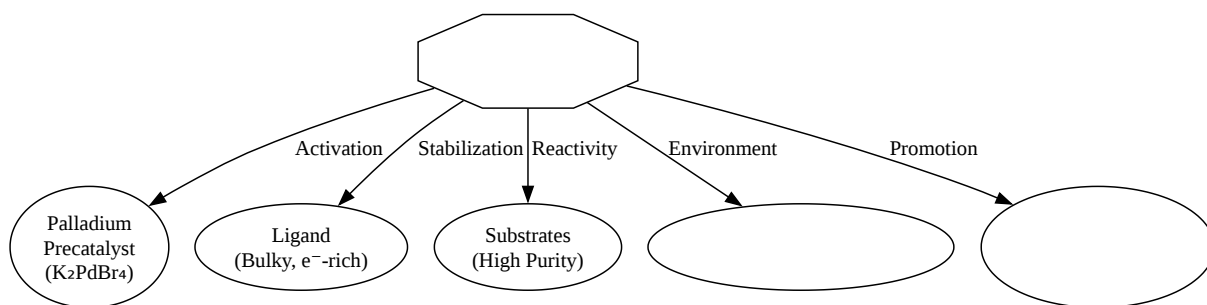 Activation
Stabilization
Reactivity
Environment
Promotion
Palladium
Precatalyst
(K₂PdBr₄)
Ligand
(Bulky, e⁻-rich)
Substrates
(High Purity)